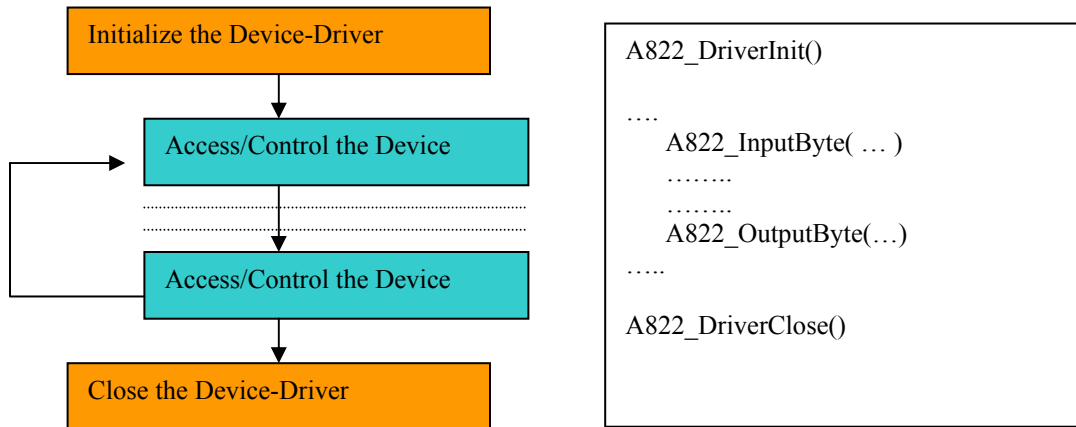 Initialize the Device-Driver
Access/Control the Device
Access/Control the Device
Close the Device-Driver
A822_DriverInit()
….
A822_InputByte( … )
……..
……..
A822_OutputByte(…)
…..
A822_DriverClose()